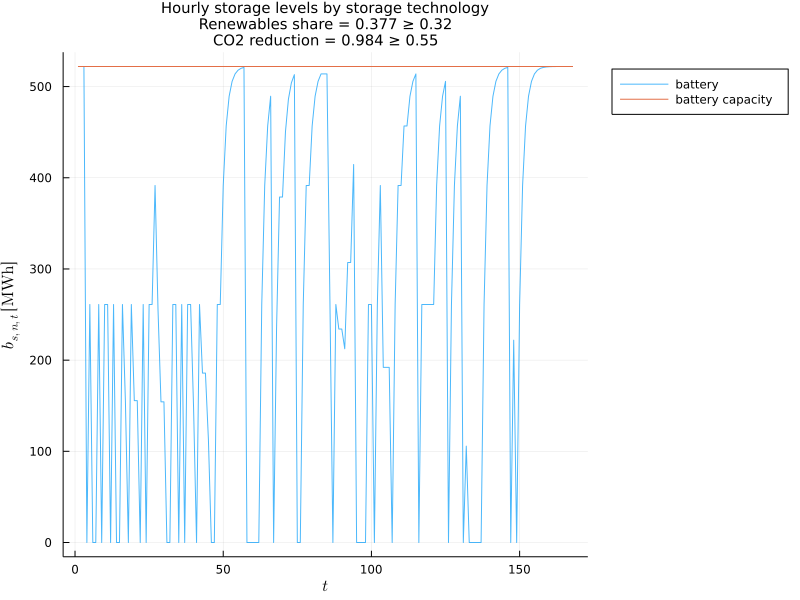 Hourly storage levels by storage technology
Renewables share = 0.377 ≥ 0.32
CO2 reduction = 0.984 ≥ 0.55
battery
battery capacity
500
400
300
200
100
0
b_{s, n, t} [MWh]
0 50 100 150
t